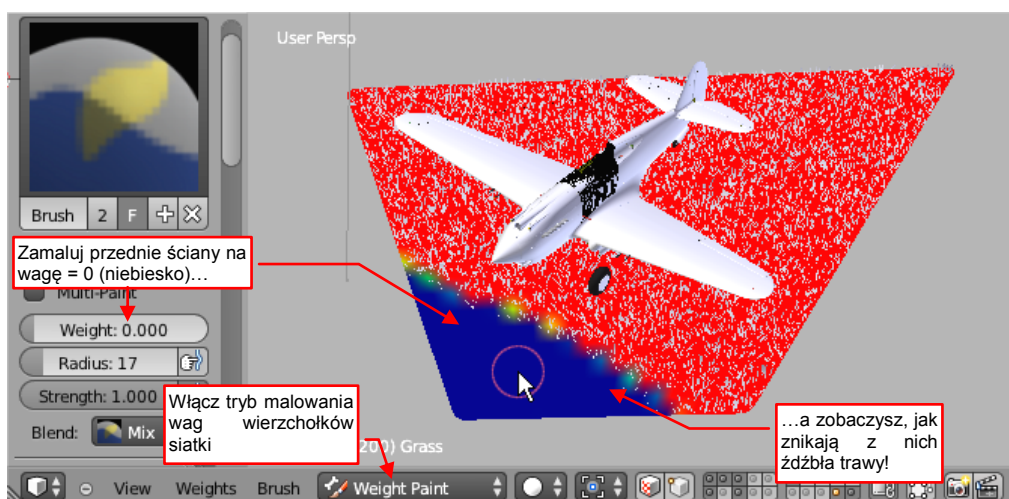 User Persp
Brush 2 F
Zamaluj przednie ściany na
wagę = 0 (niebiesko)…
Multi-Paint
Weight: 0.000
Radius: 17
Strength: 1.000
Blend: Mix
Włącz tryb malowania
wag wierzchołków
siatki
…a zobaczysz, jak
znikają z nich
źdźbła trawy!
200) Grass
View Weights Brush Weight Paint